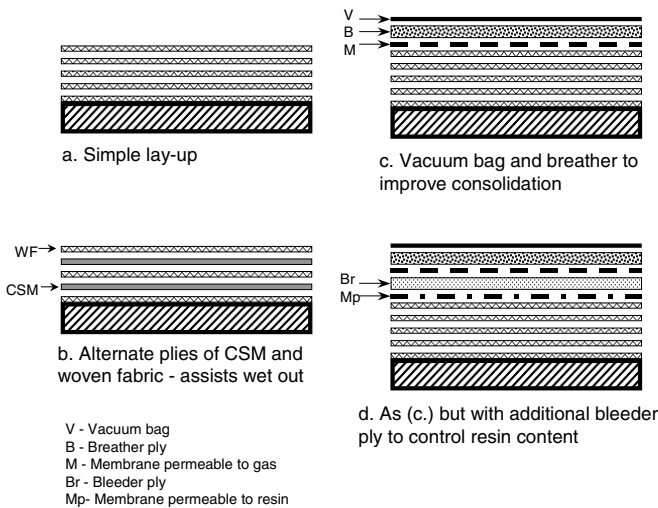 a. Simple lay-up
WF
CSM
b. Alternate plies of CSM and
woven fabric - assists wet out
V - Vacuum bag
B - Breather ply
M - Membrane permeable to gas
Br - Bleeder ply
Mp- Membrane permeable to resin
V
B
M
c. Vacuum bag and breather to
improve consolidation
Br
Mp
d. As (c.) but with additional bleeder
ply to control resin content